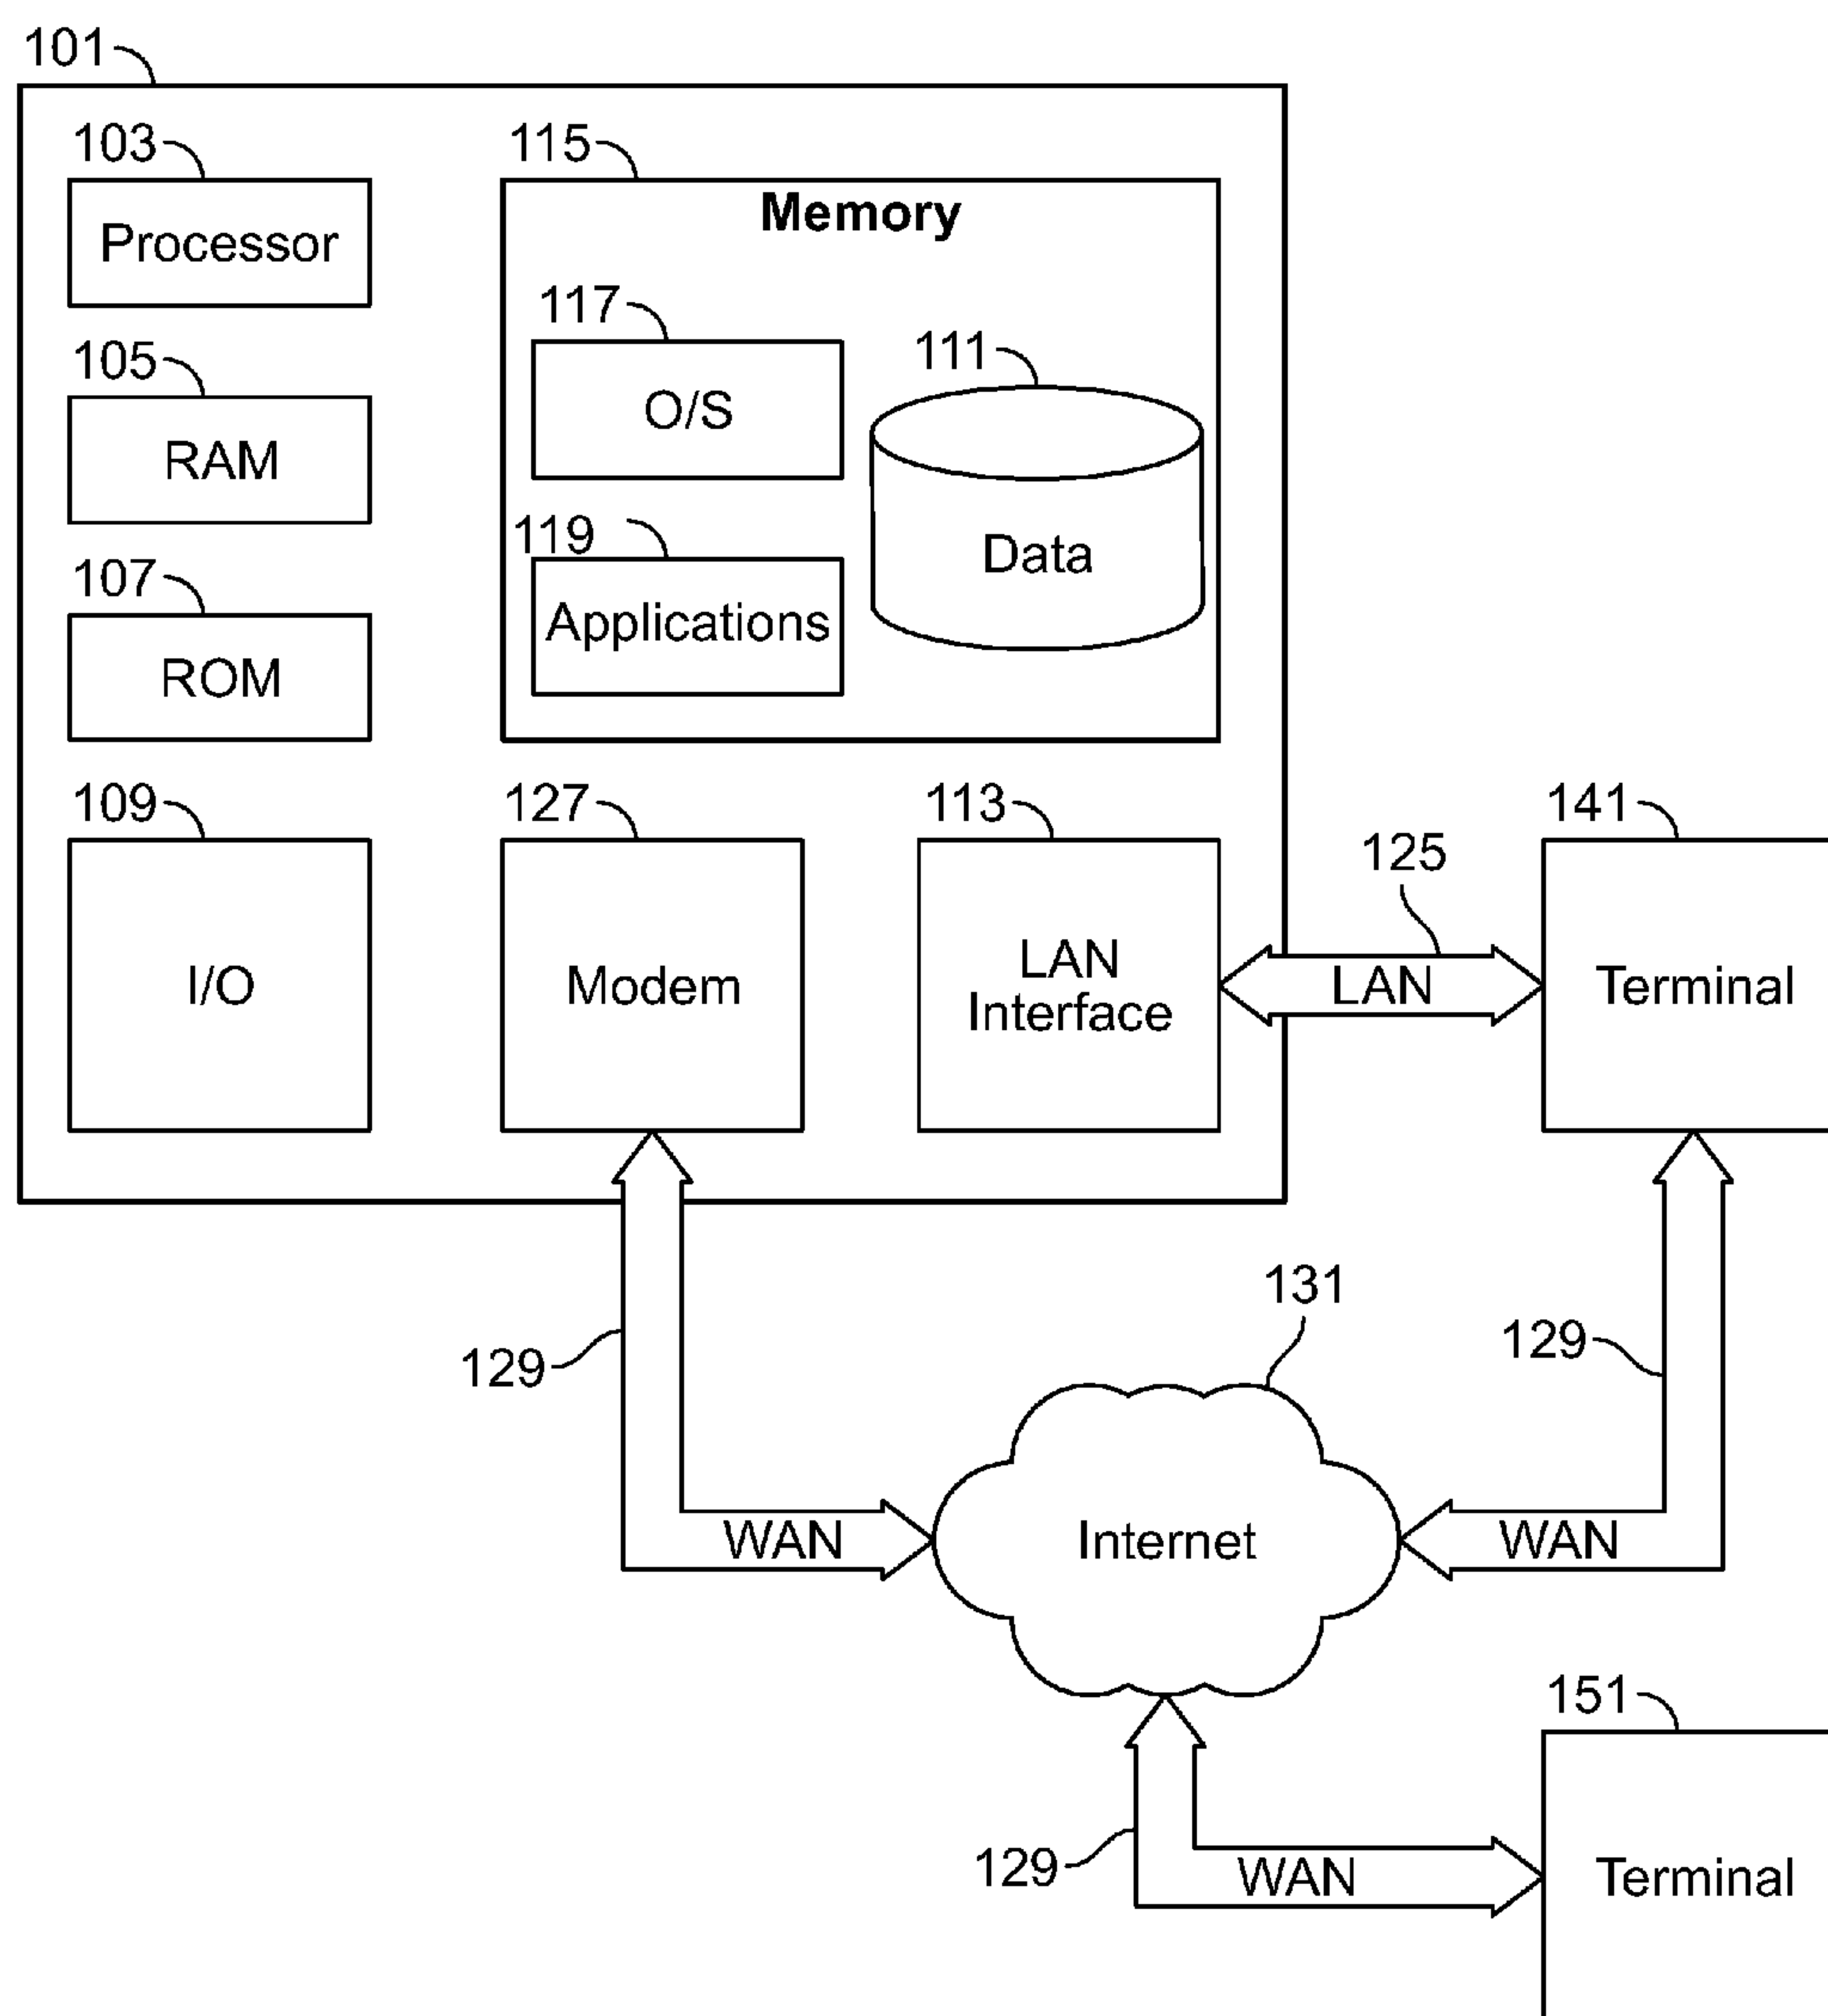 101
103
Processor
105
RAM
107
ROM
109
I/O
115
Memory
117
O/S
111
Data
119
Applications
127
Modem
113
LAN
Interface
125
LAN
141
Terminal
129
WAN
131
Internet
129
WAN
129
WAN
151
Terminal